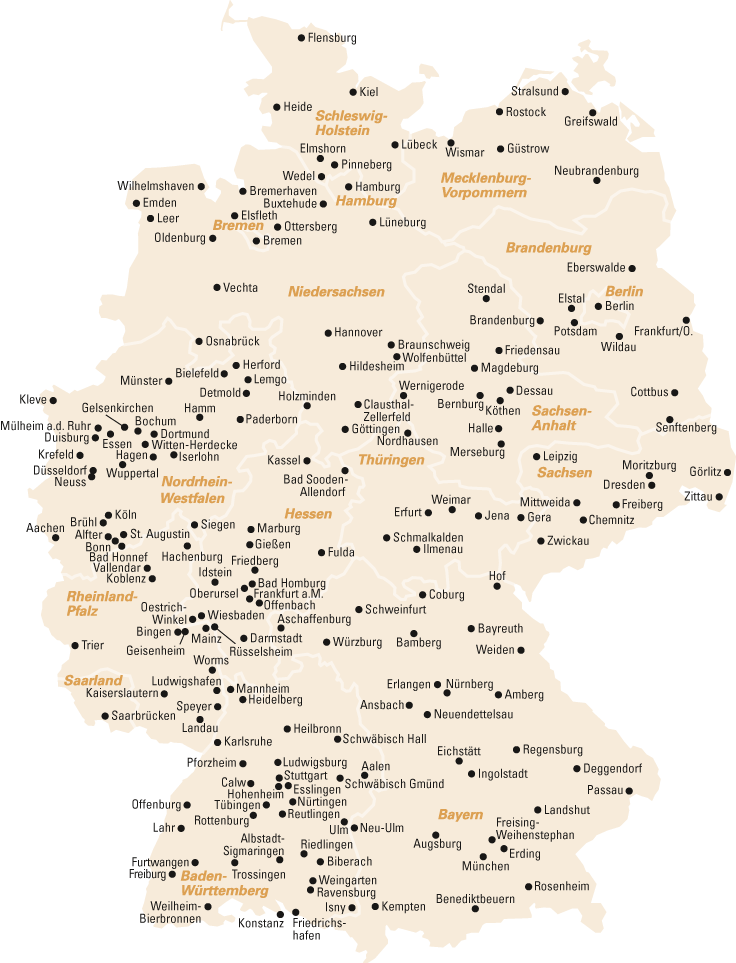 Flensburg
Kiel
Stralsund
Heide
Rostock
Schleswig-
Holstein
Greifswald
Elmshorn
Lübeck
Wismar
Güstrow
Pinneberg
Neubrandenburg
Wedel
Mecklenburg-
Vorpommern
Wilhelmshaven
Bremerhaven
Hamburg
Buxtehude
Hamburg
Emden
Leer
Elsfleth
Bremen
Ottersberg
Lüneburg
Oldenburg
Bremen
Brandenburg
Eberswalde
Vechta
Niedersachsen
Stendal
Elstal
Berlin
Berlin
Brandenburg
Potsdam
Frankfurt/O.
Wildau
Hannover
Osnabrück
Braunschweig
Wolfenbüttel
Friedensau
Hildesheim
Magdeburg
Herford
Bielefeld
Lemgo
Münster
Detmold
Holzminden
Wernigerode
Bernburg
Dessau
Köthen
Cottbus
Kleve
Gelsenkirchen
Hamm
Clausthal-
Zellerfeld
Sachsen-
Anhalt
Mülheim a.d. Ruhr
Bochum
Paderborn
Göttingen
Nordhausen
Halle
Senftenberg
Duisburg
Essen
Dortmund
Witten-Herdecke
Merseburg
Krefeld
Hagen
Iserlohn
Kassel
Thüringen
Leipzig
Düsseldorf
Neuss
Wuppertal
Bad Sooden-
Allendorf
Sachsen
Moritzburg
Görlitz
Nordrhein-
Westfalen
Dresden
Zittau
Hessen
Weimar
Mittweida
Freiberg
Köln
Brühl
Siegen
Marburg
Erfurt
Jena
Gera
Chemnitz
Aachen
Alfter
St. Augustin
Bonn
Bad Honnef
Hachenburg
Gießen
Fulda
Schmalkalden
Ilmenau
Zwickau
Vallendar
Koblenz
Friedberg
Idstein
Hof
Bad Homburg
Oberursel
Frankfurt a.M.
Offenbach
Coburg
Rheinland-
Pfalz
Oestrich-
Winkel
Wiesbaden
Aschaffenburg
Schweinfurt
Bingen
Mainz
Darmstadt
Würzburg
Bamberg
Bayreuth
Trier
Geisenheim
Rüsselsheim
Weiden
Worms
Saarland
Ludwigshafen
Kaiserslautern
Mannheim
Heidelberg
Erlangen
Nürnberg
Amberg
Speyer
Ansbach
Neuendettelsau
Saarbrücken
Landau
Heilbronn
Karlsruhe
Schwäbisch Hall
Eichstätt
Regensburg
Pforzheim
Ludwigsburg
Aalen
Stuttgart
Schwäbisch Gmünd
Ingolstadt
Deggendorf
Calw
Hohenheim
Esslingen
Passau
Offenburg
Tübingen
Nürtingen
Rottenburg
Reutlingen
Bayern
Landshut
Lahr
Ulm
Neu-Ulm
Freising-
Weihenstephan
Albstadt-
Sigmaringen
Riedlingen
Augsburg
Erding
Furtwangen
Biberach
München
Freiburg
Trossingen
Baden-
Württemberg
Weingarten
Ravensburg
Rosenheim
Benediktbeuern
Weilheim-
Bierbronnen
Isny
Kempten
Konstanz
Friedrichs-
hafen